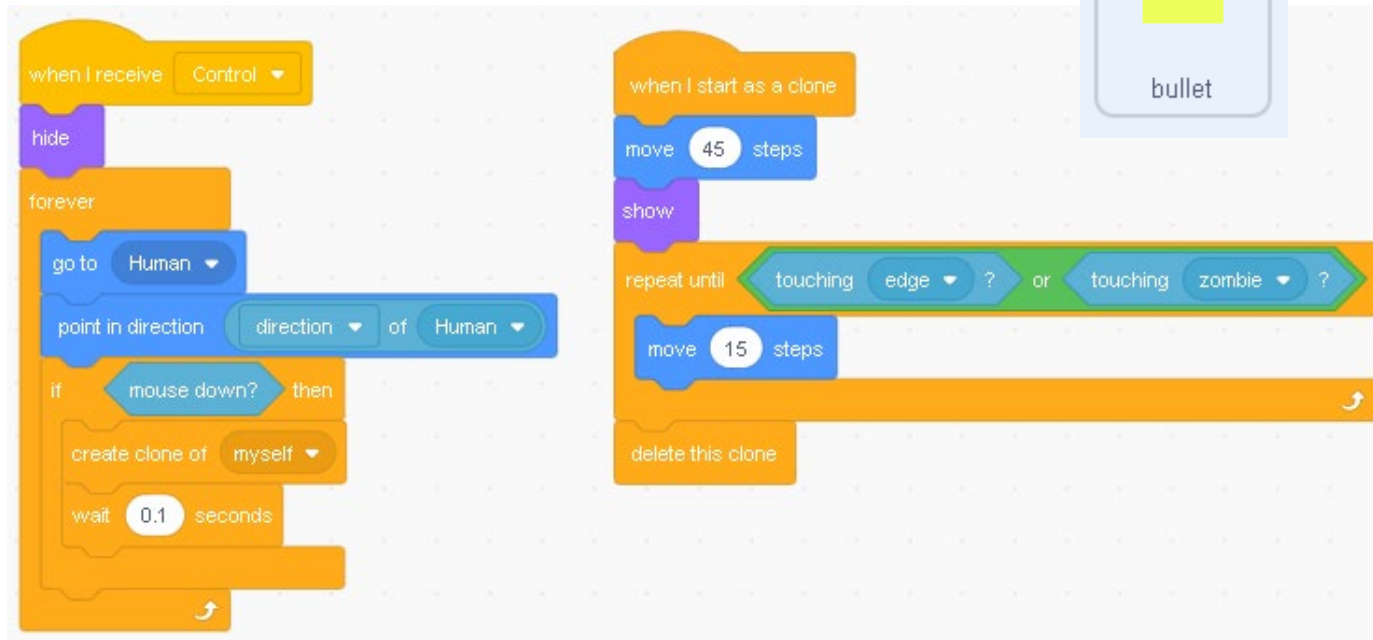 when I receive Control
hide
forever
go to Human
point in direction direction of Human
if mouse down? then
create clone of myself
wait 0.1 seconds
when I start as a clone
move 45 steps
show
repeat until touching edge ? or touching zombie ?
move 15 steps
delete this clone
bullet